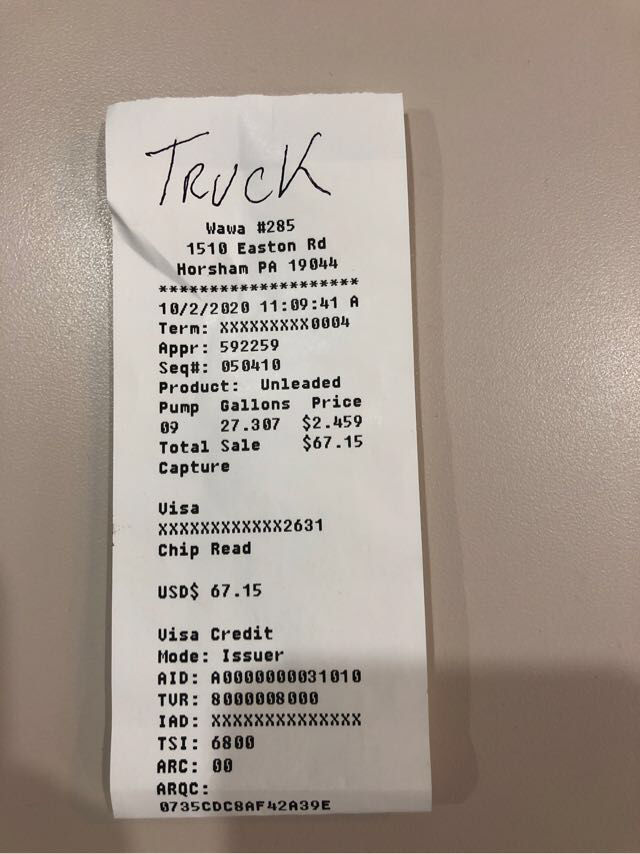 TRUCK
Wawa #285
1510 Easton Rd
Horsham PA 19044
********************
10/2/2020 11:09:41 A
Term: XXXXXXXXX0004
Appr: 592259
Seq#: 050410
Product: Unleaded
Pump Gallons Price
09 27.307 $2.459
Total Sale $67.15
Capture
Visa
XXXXXXXXXXXX2631
Chip Read
USD$ 67.15
Visa Credit
Mode: Issuer
AID: A0000000031010
TVR: 8000008000
IAD: XXXXXXXXXXXXXX
TSI: 6800
ARC: 00
ARQC:
0735CDC8AF42A39E